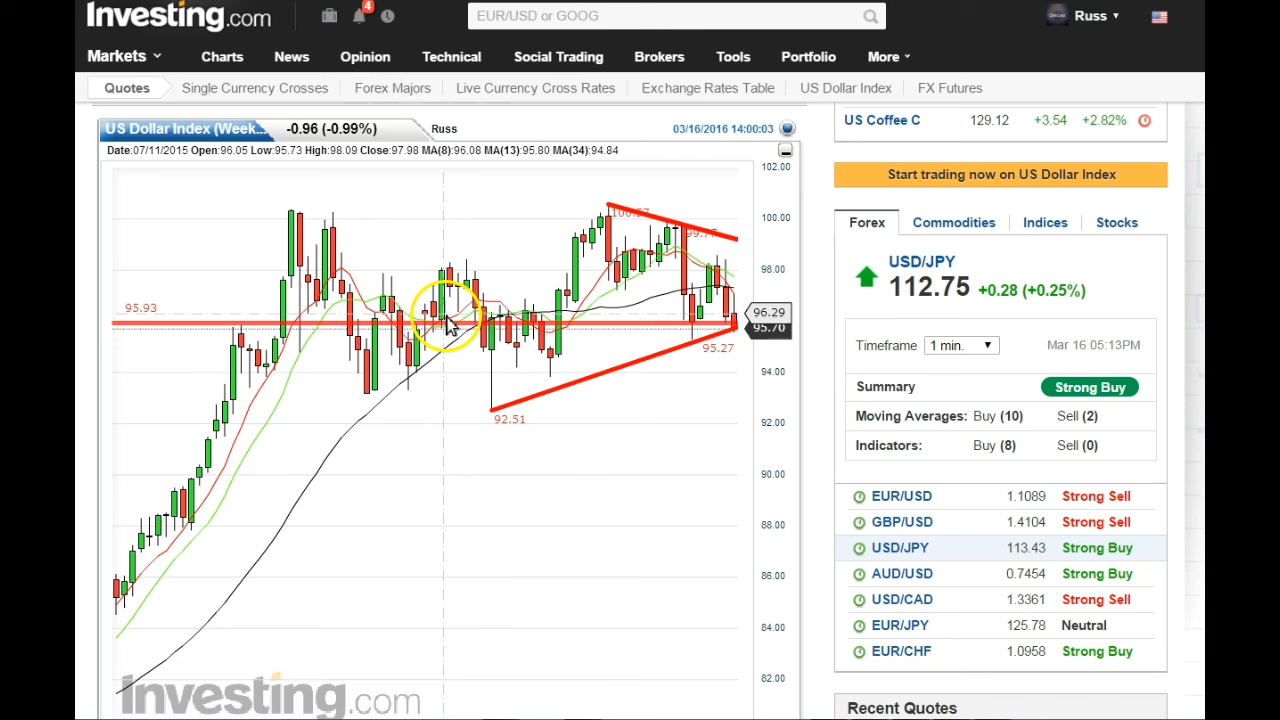 Investing.com
4
EUR/USD or GOOG
Russ ▾
Markets Charts News Opinion Technical Social Trading Brokers Tools Portfolio More
Quotes Single Currency Crosses Forex Majors Live Currency Cross Rates Exchange Rates Table US Dollar Index FX Futures
US Dollar Index (Week... -0.96 (-0.99%) Russ 03/16/2016 14:00:03
Date:07/11/2015 Open:96.05 Low:95.73 High:98.09 Close:97.98 MA(8):96.08 MA(13):95.80 MA(34):94.84
102.00
100.00
98.00
96.29
95.70
94.00
92.00
90.00
88.00
86.00
84.00
82.00
100.57
95.93
95.27
92.51
Investing.com
US Coffee C 129.12 +3.54 +2.82%
Start trading now on US Dollar Index
Forex Commodities Indices Stocks
USD/JPY
112.75 +0.28 (+0.25%)
Timeframe 1 min. ▼ Mar 16 05:13PM
Summary Strong Buy
Moving Averages: Buy (10) Sell (2)
Indicators: Buy (8) Sell (0)
EUR/USD 1.1089 Strong Sell
GBP/USD 1.4104 Strong Sell
USD/JPY 113.43 Strong Buy
AUD/USD 0.7454 Strong Buy
USD/CAD 1.3361 Strong Sell
EUR/JPY 125.78 Neutral
EUR/CHF 1.0958 Strong Buy
Recent Quotes